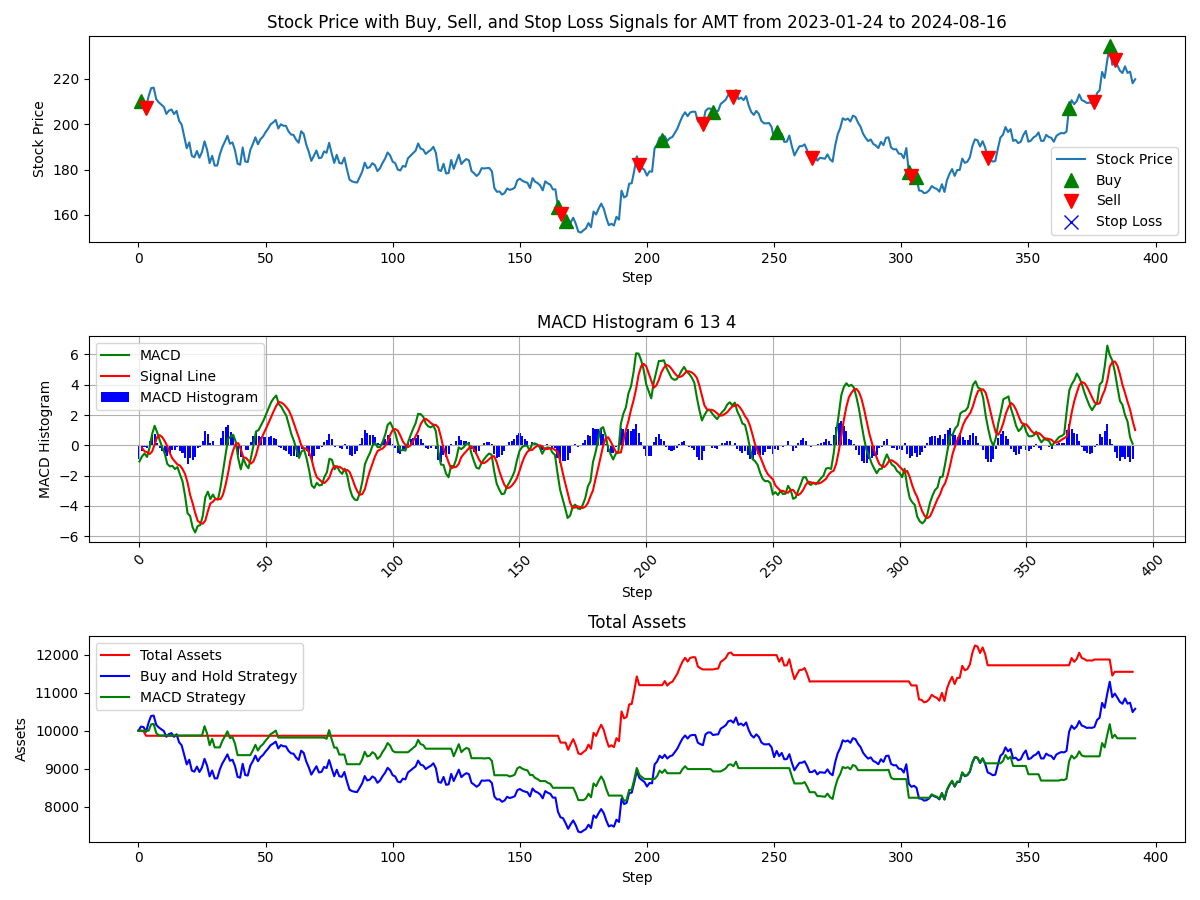 Stock Price with Buy, Sell, and Stop Loss Signals for AMT from 2023-01-24 to 2024-08-16
Stock Price
220
200
180
160
Stock Price
Buy
Sell
Stop Loss
0 50 100 150 200 250 300 350 400
Step
MACD Histogram 6 13 4
MACD Histogram
6
4
2
0
−2
−4
−6
MACD
Signal Line
MACD Histogram
0 50 100 150 200 250 300 350 400
Step
Total Assets
Assets
12000
11000
10000
9000
8000
Total Assets
Buy and Hold Strategy
MACD Strategy
0 50 100 150 200 250 300 350 400
Step